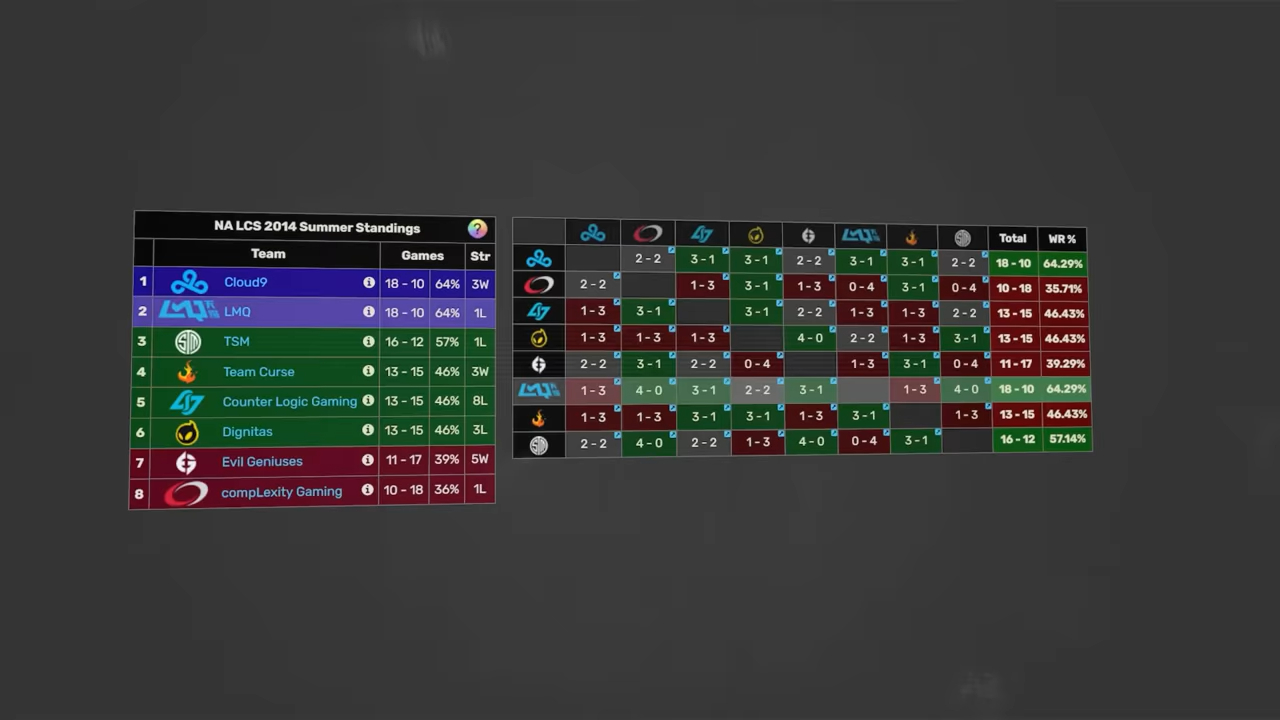 NA LCS 2014 Summer Standings ?
Team Games Str
1 Cloud9 18 - 10 64% 3W
2 LMQ LMQ 18 - 10 64% 1L
3 TSM 16 - 12 57% 1L
4 Team Curse 13 - 15 46% 3W
5 Counter Logic Gaming 13 - 15 46% 8L
6 Dignitas 13 - 15 46% 3L
7 Evil Geniuses 11 - 17 39% 5W
8 compLexity Gaming 10 - 18 36% 1L
LMQ Total WR %
2 - 2 3 - 1 3 - 1 2 - 2 3 - 1 3 - 1 2 - 2 18 - 10 64.29%
2 - 2 1 - 3 3 - 1 1 - 3 0 - 4 3 - 1 0 - 4 10 - 18 35.71%
1 - 3 3 - 1 3 - 1 2 - 2 1 - 3 1 - 3 2 - 2 13 - 15 46.43%
1 - 3 1 - 3 1 - 3 4 - 0 2 - 2 1 - 3 3 - 1 13 - 15 46.43%
2 - 2 3 - 1 2 - 2 0 - 4 1 - 3 3 - 1 0 - 4 11 - 17 39.29%
LMQ 1 - 3 4 - 0 3 - 1 2 - 2 3 - 1 1 - 3 4 - 0 18 - 10 64.29%
1 - 3 1 - 3 3 - 1 3 - 1 1 - 3 3 - 1 1 - 3 13 - 15 46.43%
2 - 2 4 - 0 2 - 2 1 - 3 4 - 0 0 - 4 3 - 1 16 - 12 57.14%